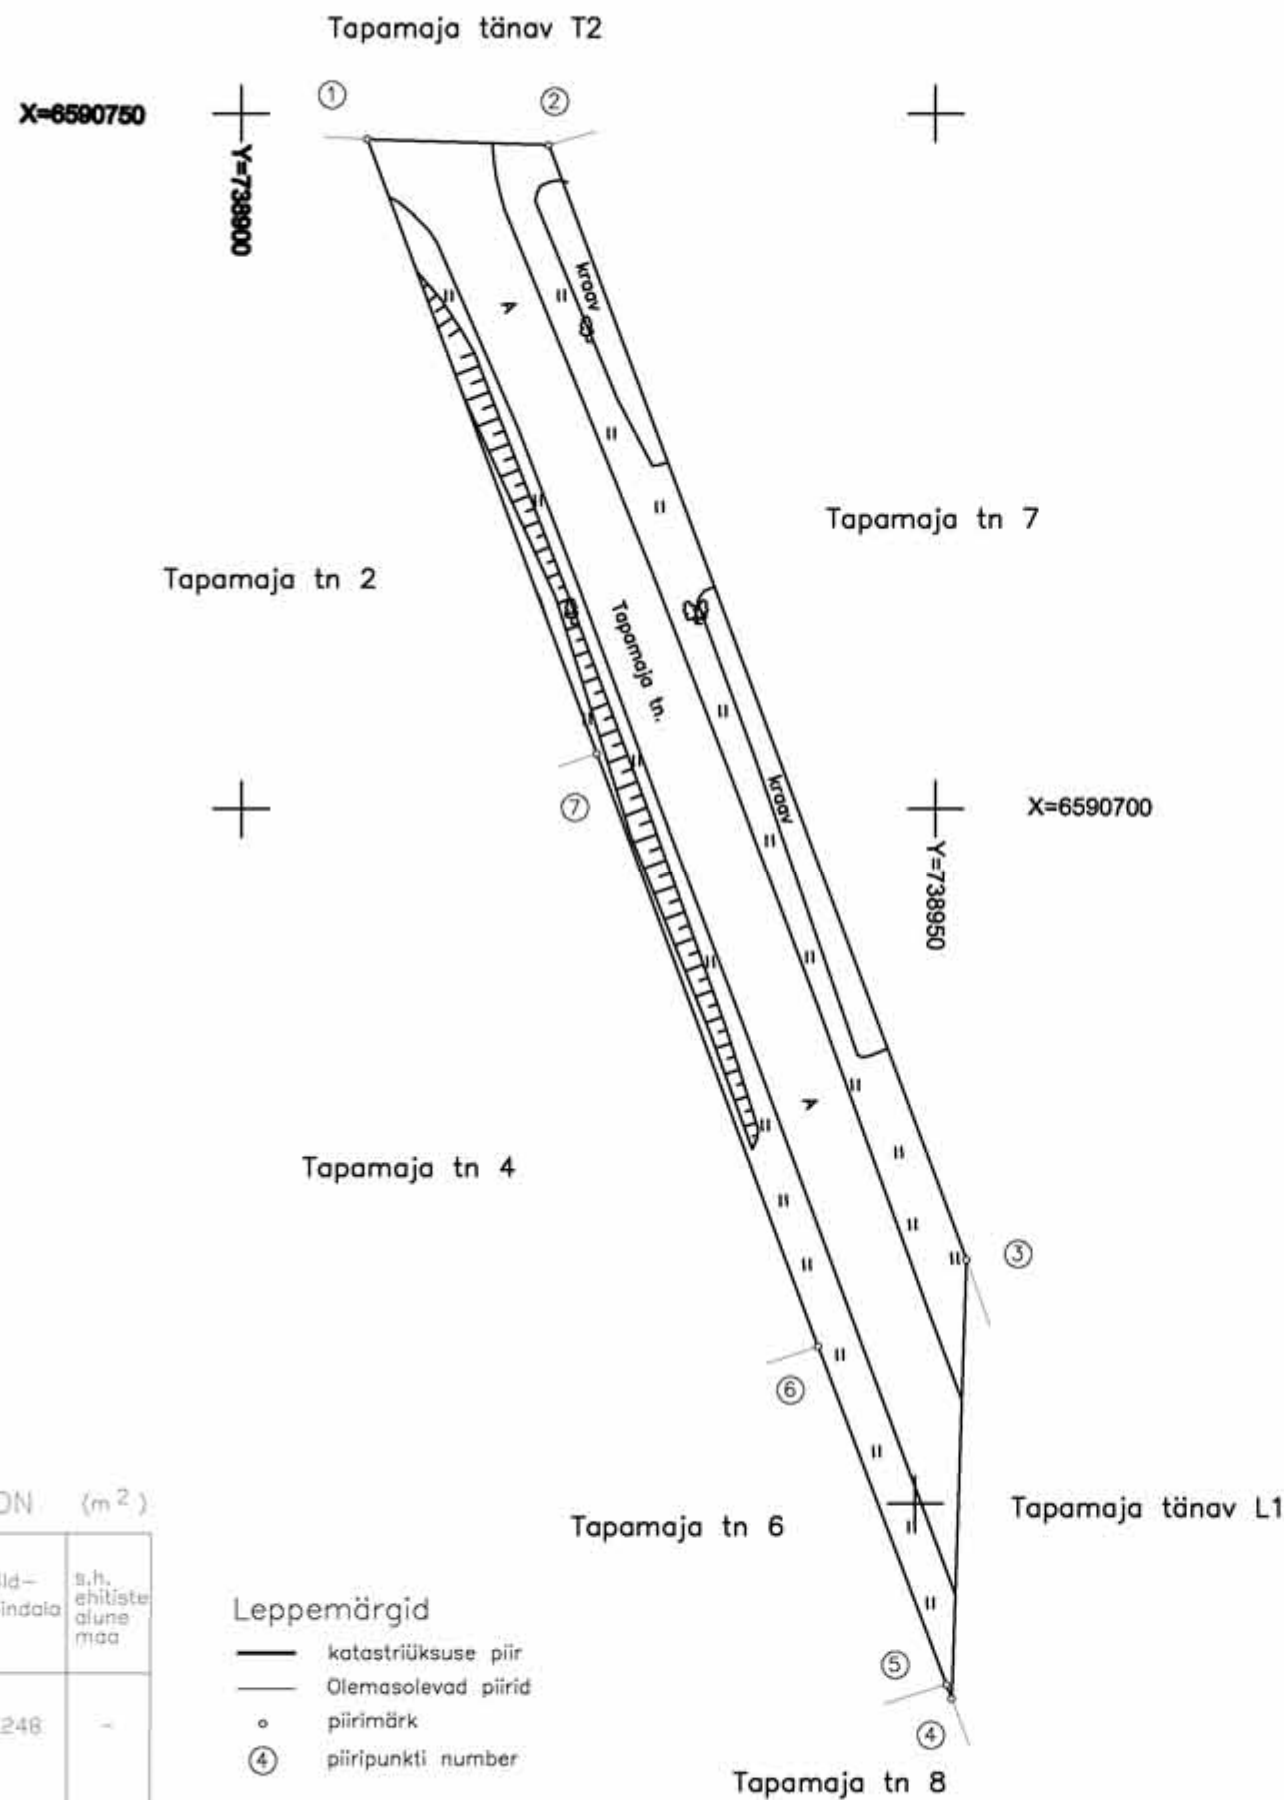 Tapamaja tänav T2
1
2
X=6590750
Y=738900
kraav
A
Tapamaja tn 7
Tapamaja tn 2
Tapamaja tn.
kraav
7
X=6590700
Y=738950
A
Tapamaja tn 4
3
6
(m²)
Tapamaja tänav L1
Tapamaja tn 6
s.h.
ehitiste
alune
maa
248
-
Leppemärgid
katastriüksuse piir
Olemasolevad piirid
piirimärk
4 piiripunkti number
5
4
Tapamaja tn 8